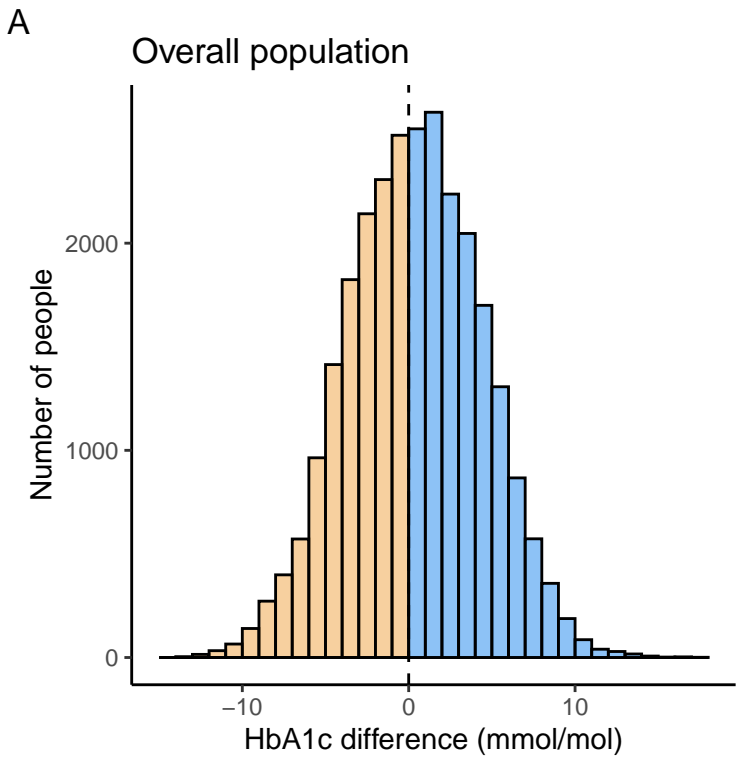 A
Overall population
Number of people
2000
1000
0
−10
0
10
HbA1c difference (mmol/mol)